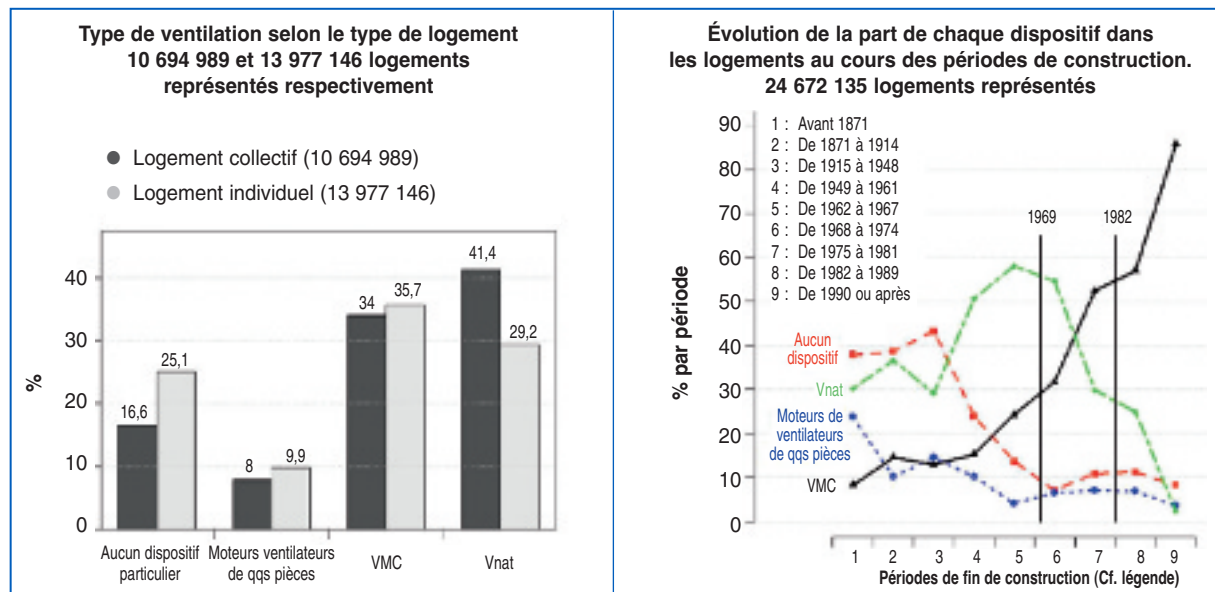 Type de ventilation selon le type de logement
10 694 989 et 13 977 146 logements
représentés respectivement
Logement collectif (10 694 989)
Logement individuel (13 977 146)
%
40
30
20
10
0
16,6
25,1
8
9,9
34
35,7
41,4
29,2
Aucun dispositif
particulier
Moteurs ventilateurs
de qqs pièces
VMC
Vnat
Évolution de la part de chaque dispositif dans
les logements au cours des périodes de construction.
24 672 135 logements représentés
% par période
90
80
70
60
50
40
30
20
10
0
1 : Avant 1871
2 : De 1871 à 1914
3 : De 1915 à 1948
4 : De 1949 à 1961
5 : De 1962 à 1967
6 : De 1968 à 1974
7 : De 1975 à 1981
8 : De 1982 à 1989
9 : De 1990 ou après
1969
1982
Aucun
dispositif
Vnat
Moteurs de
ventilateurs
de qqs pièces
VMC
1 2 3 4 5 6 7 8 9
Périodes de fin de construction (Cf. légende)